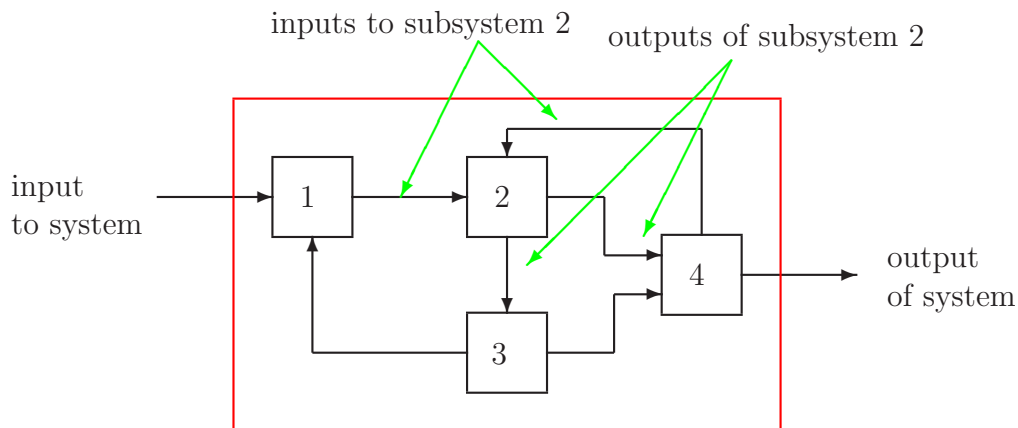 inputs to subsystem 2
outputs of subsystem 2
input
to system
1
2
3
4
output
of system